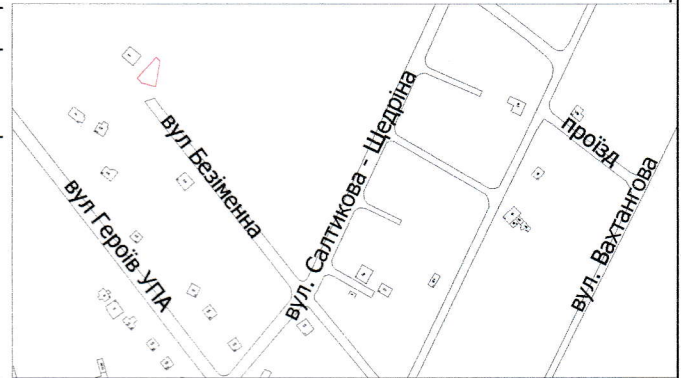 вул. Салтикова - Щедріна
проїзд
вул Безіменна
вул. Вахтангова
вул Героїв УПА